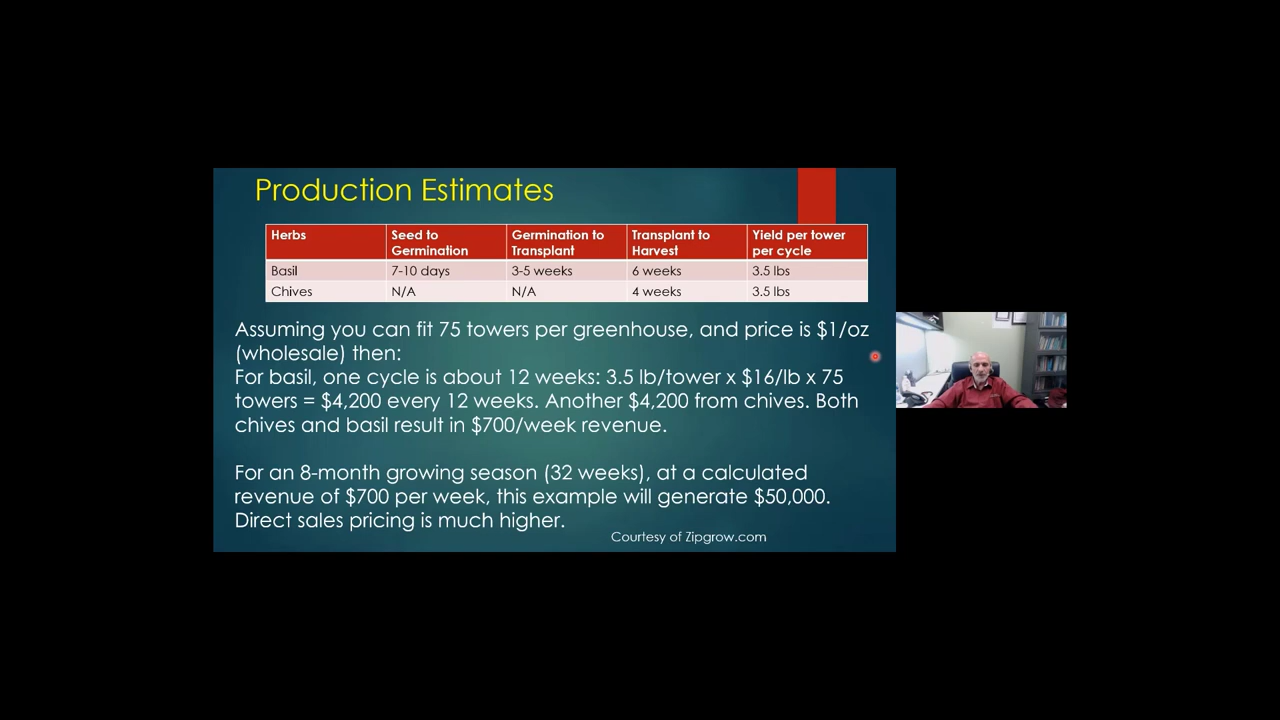 Production Estimates
Herbs
Seed to Germination
Germination to Transplant
Transplant to Harvest
Yield per tower per cycle
Basil 7-10 days 3-5 weeks 6 weeks 3.5 lbs
Chives N/A N/A 4 weeks 3.5 lbs
Assuming you can fit 75 towers per greenhouse, and price is $1/oz
(wholesale) then:
For basil, one cycle is about 12 weeks: 3.5 lb/tower x $16/lb x 75
towers = $4,200 every 12 weeks. Another $4,200 from chives. Both
chives and basil result in $700/week revenue.
For an 8-month growing season (32 weeks), at a calculated
revenue of $700 per week, this example will generate $50,000.
Direct sales pricing is much higher.
Courtesy of Zipgrow.com